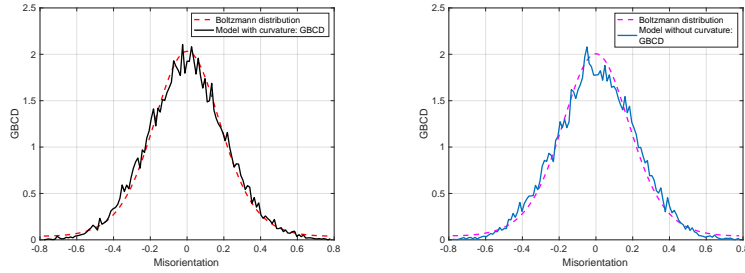 Boltzmann distribution
Model with curvature: GBCD
2.5
2
1.5
1
0.5
0
GBCD
-0.8 -0.6 -0.4 -0.2 0 0.2 0.4 0.6 0.8
Misorientation
Boltzmann distribution
Model without curvature:
GBCD
2.5
2
1.5
1
0.5
0
GBCD
-0.8 -0.6 -0.4 -0.2 0 0.2 0.4 0.6 0.8
Misorientation